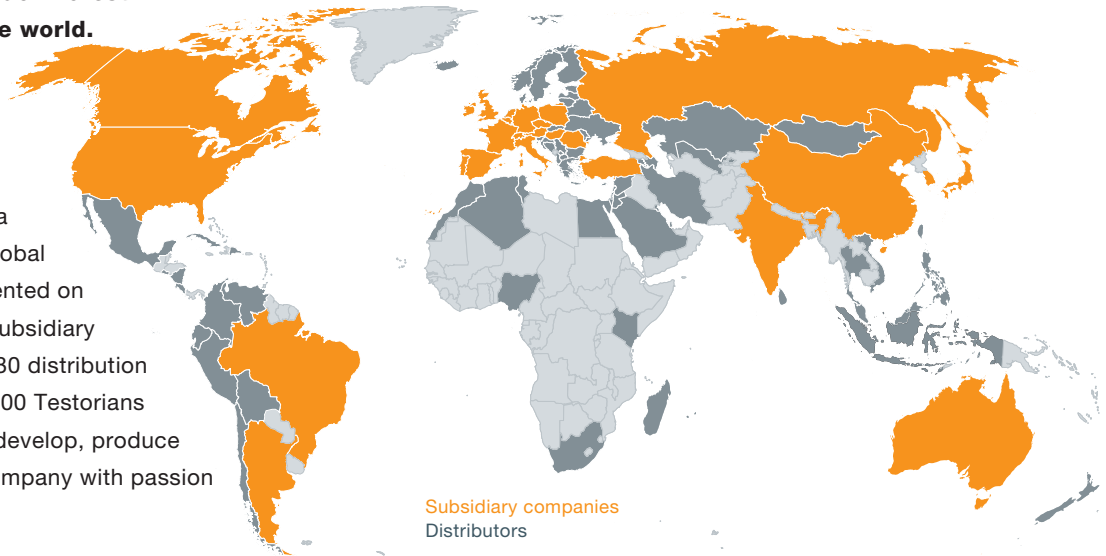 e world.
a
obal
ented on
ubsidiary
30 distribution
00 Testorians
develop, produce
mpany with passion
Subsidiary companies
Distributors